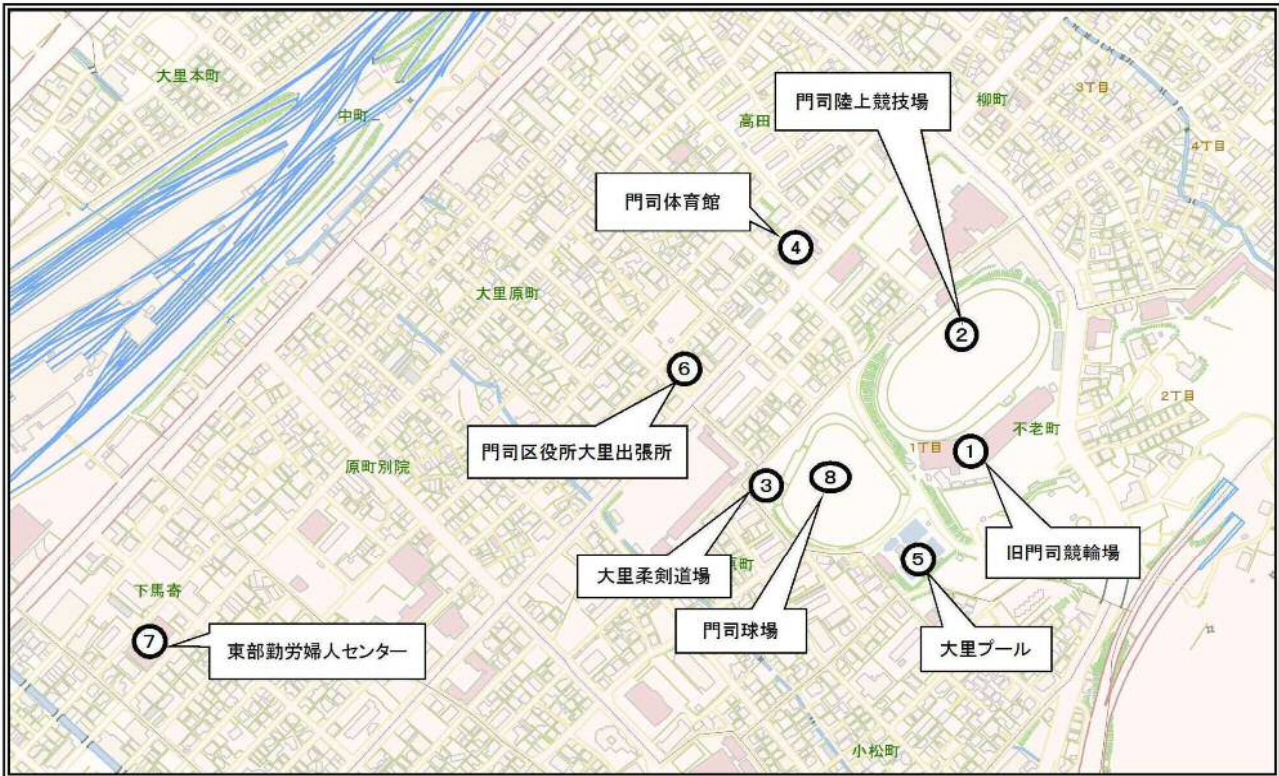 大里本町
中町
高田
門司陸上競技場
柳町
3丁目
4丁目
門司体育館
④
大里原町
②
⑥
2丁目
門司区役所大里出張所
原町別院
1丁目
不老町
①
③
⑧
大里柔剣道場
原町
⑤
旧門司競輪場
下馬寄
門司球場
大里プール
⑦
東部勤労婦人センター
小松町